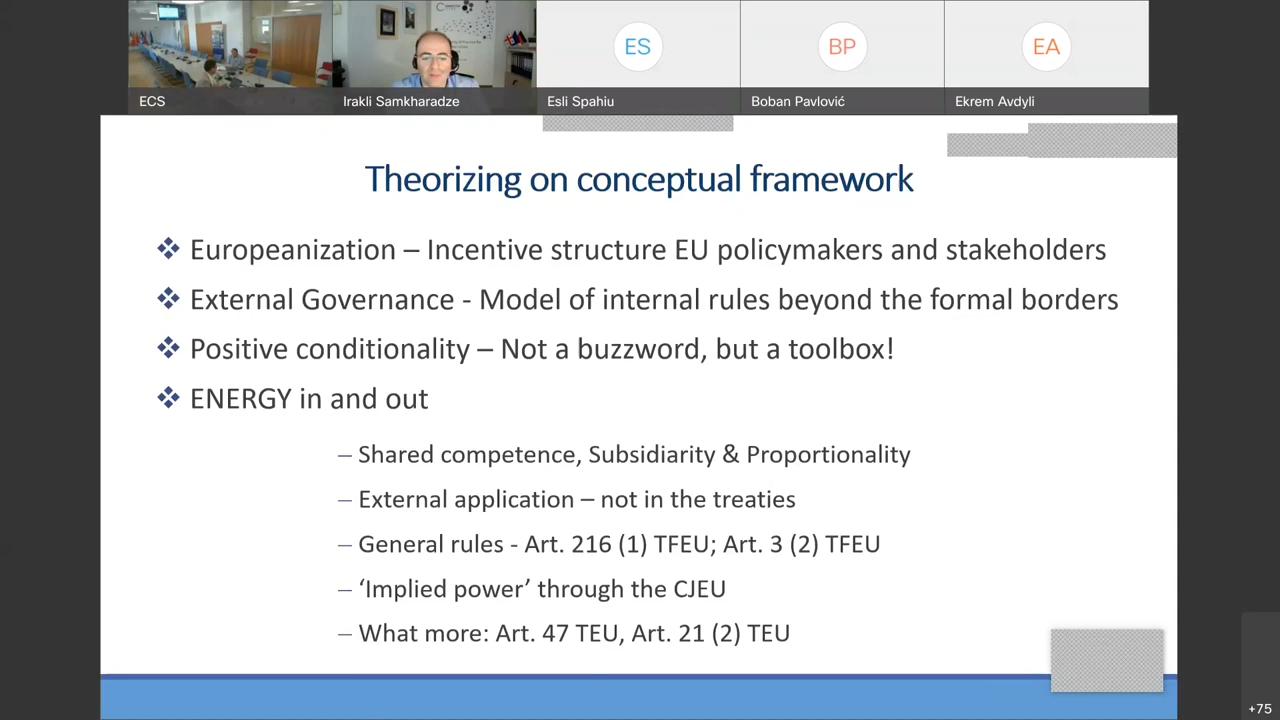 ES
BP
EA
ECS
Irakli Samkharadze
Esli Spahiu
Boban Pavlović
Ekrem Avdyli
Theorizing on conceptual framework
❖ Europeanization – Incentive structure EU policymakers and stakeholders
❖ External Governance - Model of internal rules beyond the formal borders
❖ Positive conditionality – Not a buzzword, but a toolbox!
❖ ENERGY in and out
– Shared competence, Subsidiarity & Proportionality
– External application – not in the treaties
– General rules - Art. 216 (1) TFEU; Art. 3 (2) TFEU
– ‘Implied power’ through the CJEU
– What more: Art. 47 TEU, Art. 21 (2) TEU
+75